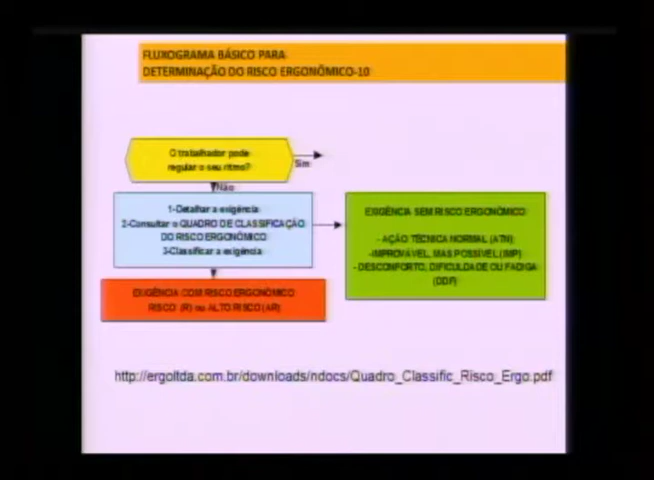 FLUXOGRAMA BÁSICO PARA
DETERMINAÇÃO DO RISCO ERGONÔMICO-10
O trabalhador pode
regular o seu ritmo?
Sim
Não
1-Detalhar a exigência
2-Consultar o QUADRO DE CLASSIFICAÇÃO
DO RISCO ERGONÔMICO
3-Classificar a exigência
EXIGÊNCIA SEM RISCO ERGONÔMICO
- AÇÃO TÉCNICA NORMAL (ATN)
-IMPROVÁVEL, MAS POSSÍVEL (IMP)
- DESCONFORTO, DIFICULDADE OU FADIGA
(DDF)
EXIGÊNCIA COM RISCO ERGONÔMICO
RISCO (R) ou ALTO RISCO (AR)
http://ergoltda.com.br/downloads/ndocs/Quadro_Classific_Risco_Ergo.pdf